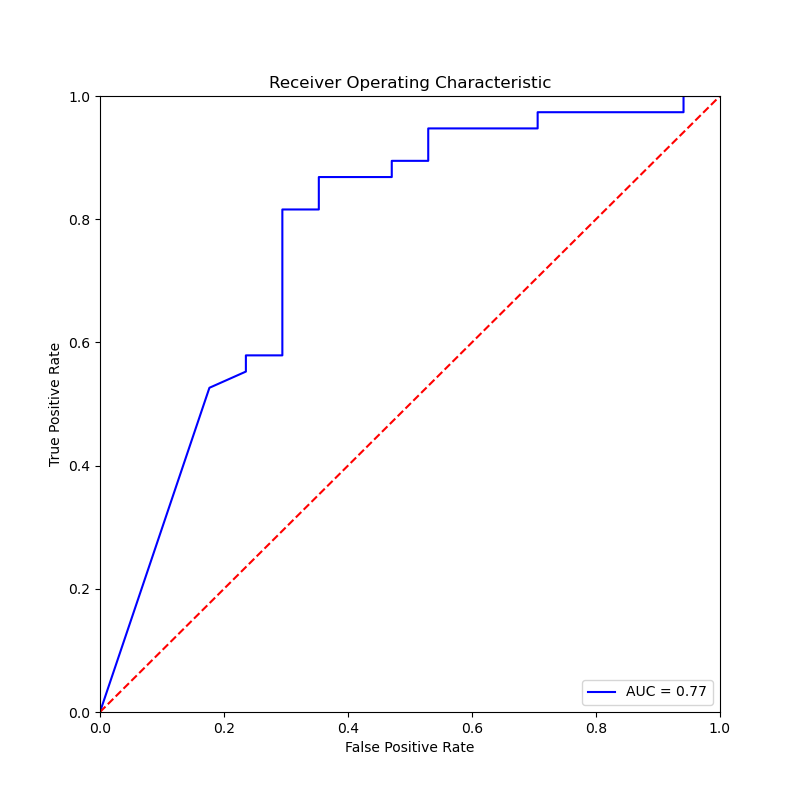 Receiver Operating Characteristic
1.0
0.8
0.6
0.4
0.2
0.0
True Positive Rate
AUC = 0.77
0.0 0.2 0.4 0.6 0.8 1.0
False Positive Rate